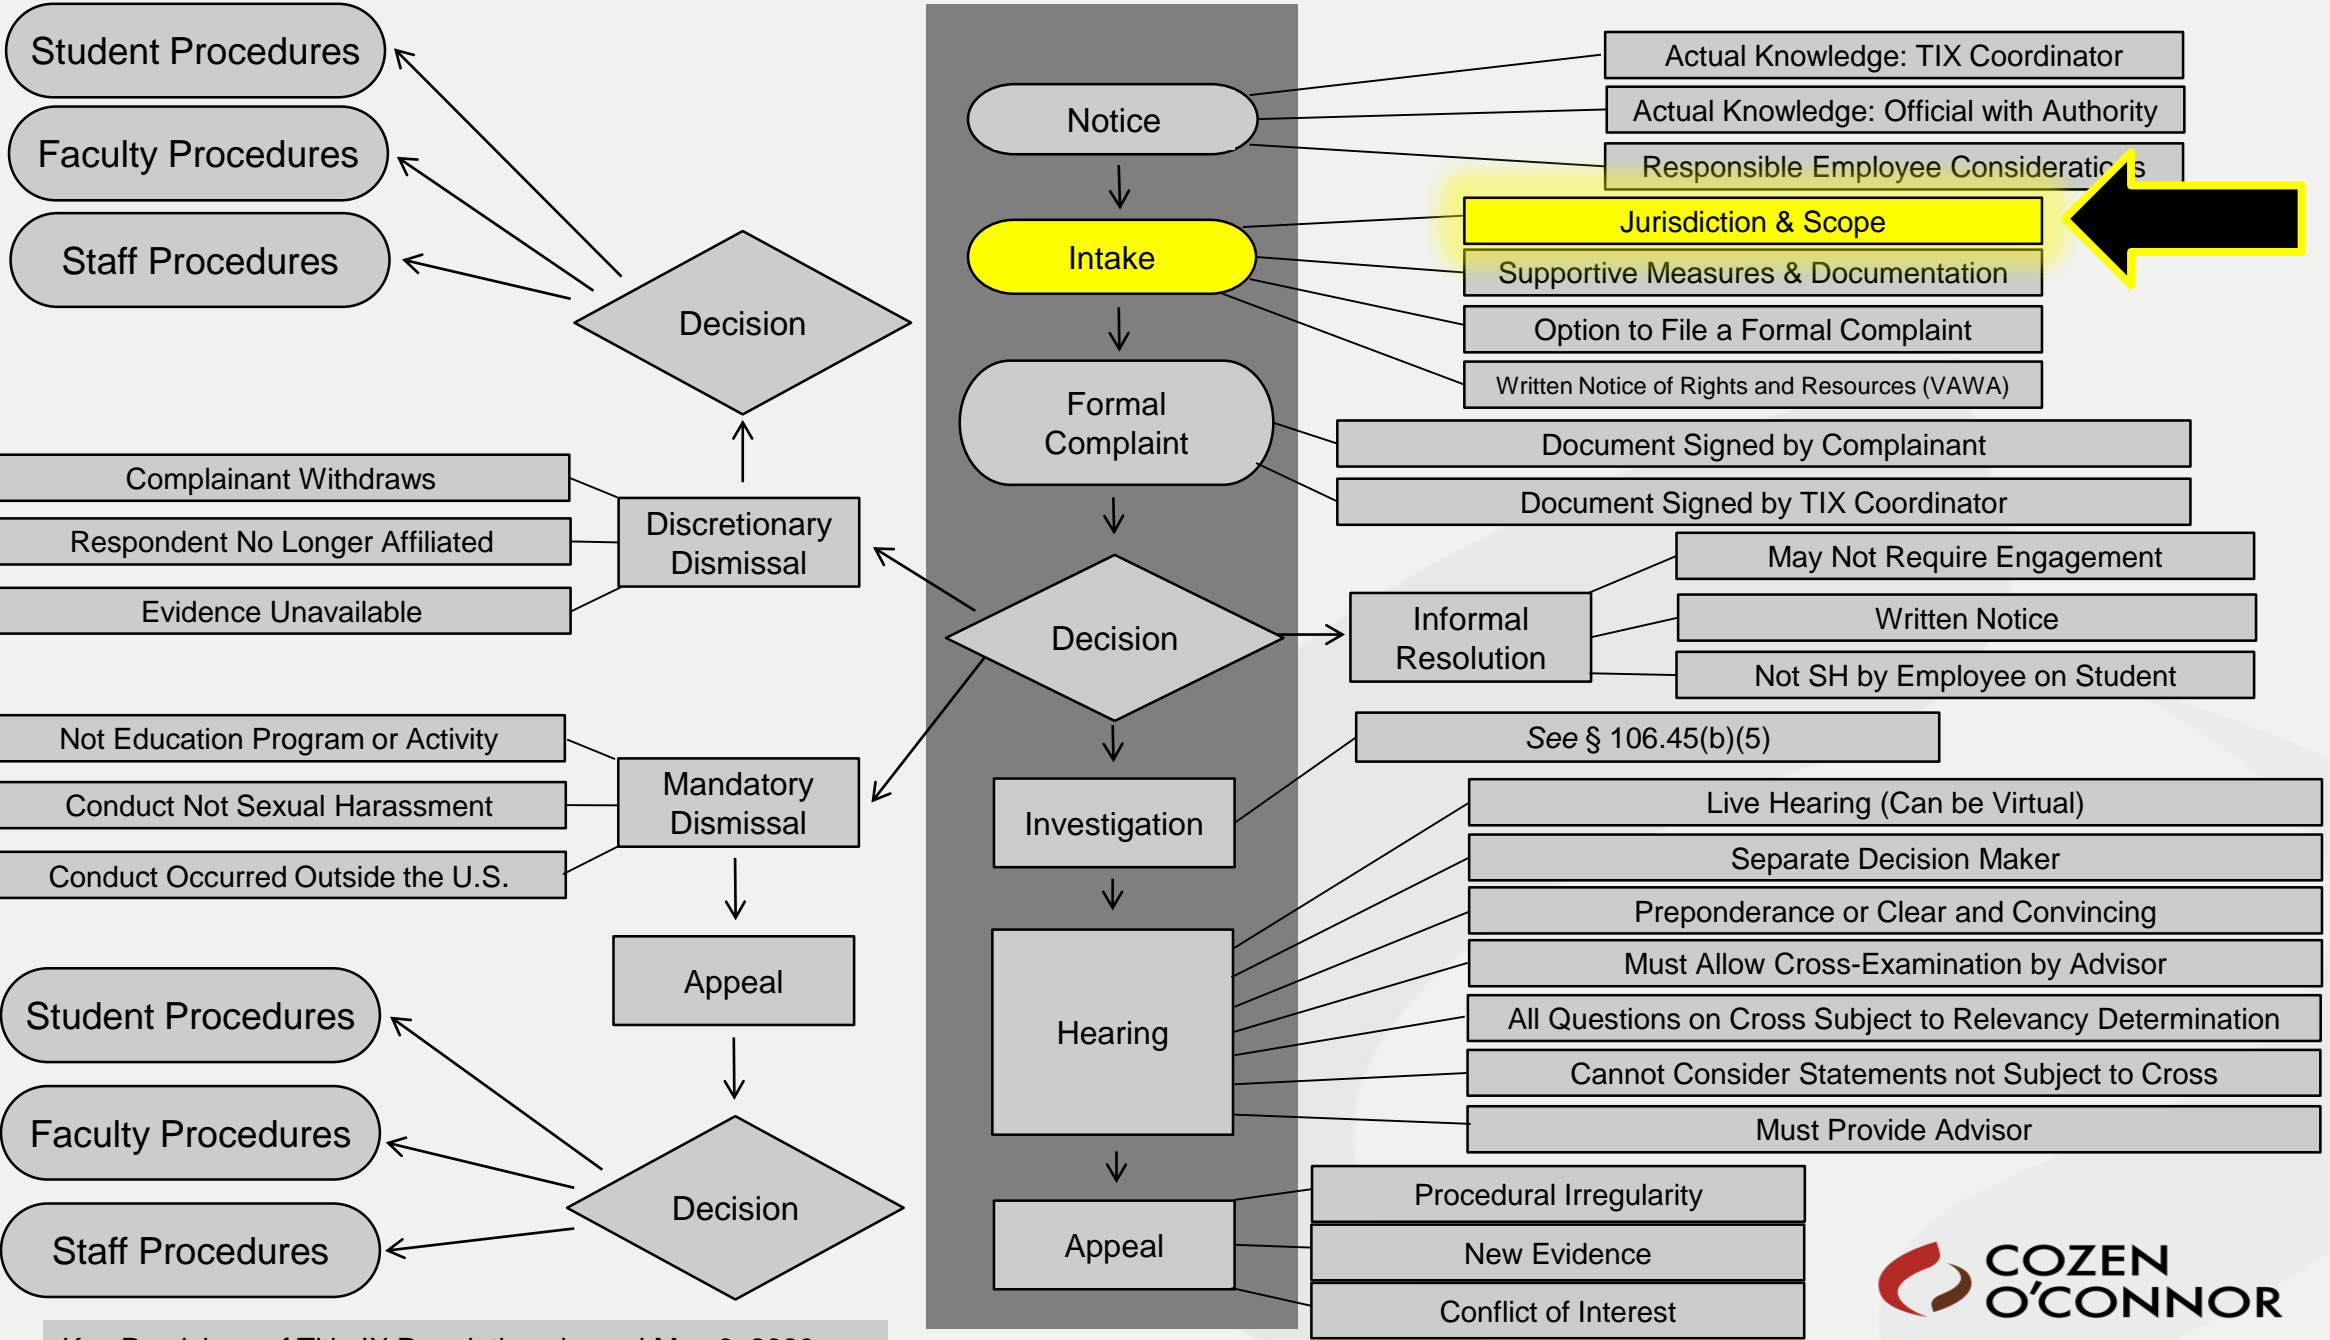 Student Procedures
Faculty Procedures
Staff Procedures
Decision
Complainant Withdraws
Respondent No Longer Affiliated
Evidence Unavailable
Discretionary
Dismissal
Not Education Program or Activity
Conduct Not Sexual Harassment
Conduct Occurred Outside the U.S.
Mandatory
Dismissal
Appeal
Student Procedures
Faculty Procedures
Staff Procedures
Decision
Notice
Intake
Formal
Complaint
Decision
Investigation
Hearing
Appeal
Actual Knowledge: TIX Coordinator
Actual Knowledge: Official with Authority
Responsible Employee Considerations
Jurisdiction & Scope
Supportive Measures & Documentation
Option to File a Formal Complaint
Written Notice of Rights and Resources (VAWA)
Document Signed by Complainant
Document Signed by TIX Coordinator
Informal
Resolution
May Not Require Engagement
Written Notice
Not SH by Employee on Student
See § 106.45(b)(5)
Live Hearing (Can be Virtual)
Separate Decision Maker
Preponderance or Clear and Convincing
Must Allow Cross-Examination by Advisor
All Questions on Cross Subject to Relevancy Determination
Cannot Consider Statements not Subject to Cross
Must Provide Advisor
Procedural Irregularity
New Evidence
Conflict of Interest
COZEN
O'CONNOR